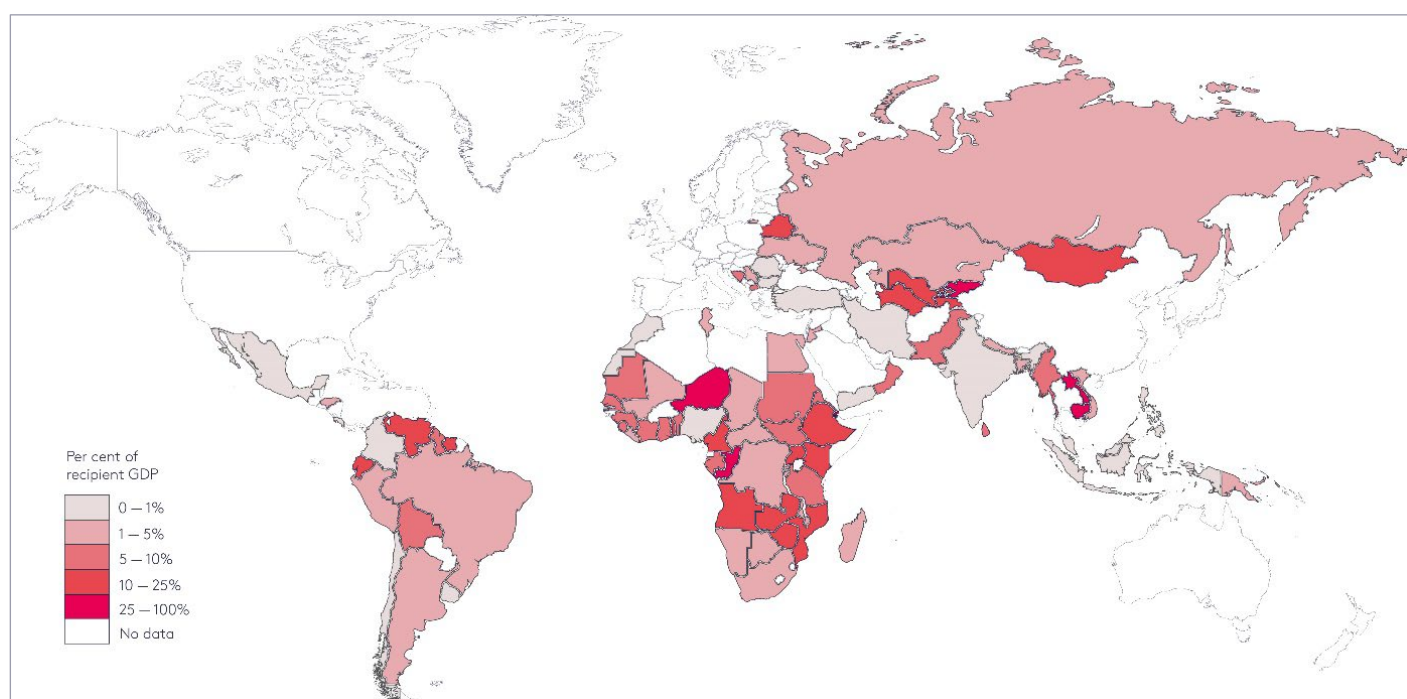 Per cent of
recipient GDP
0 — 1%
1 — 5%
5 — 10%
10 — 25%
25 — 100%
No data